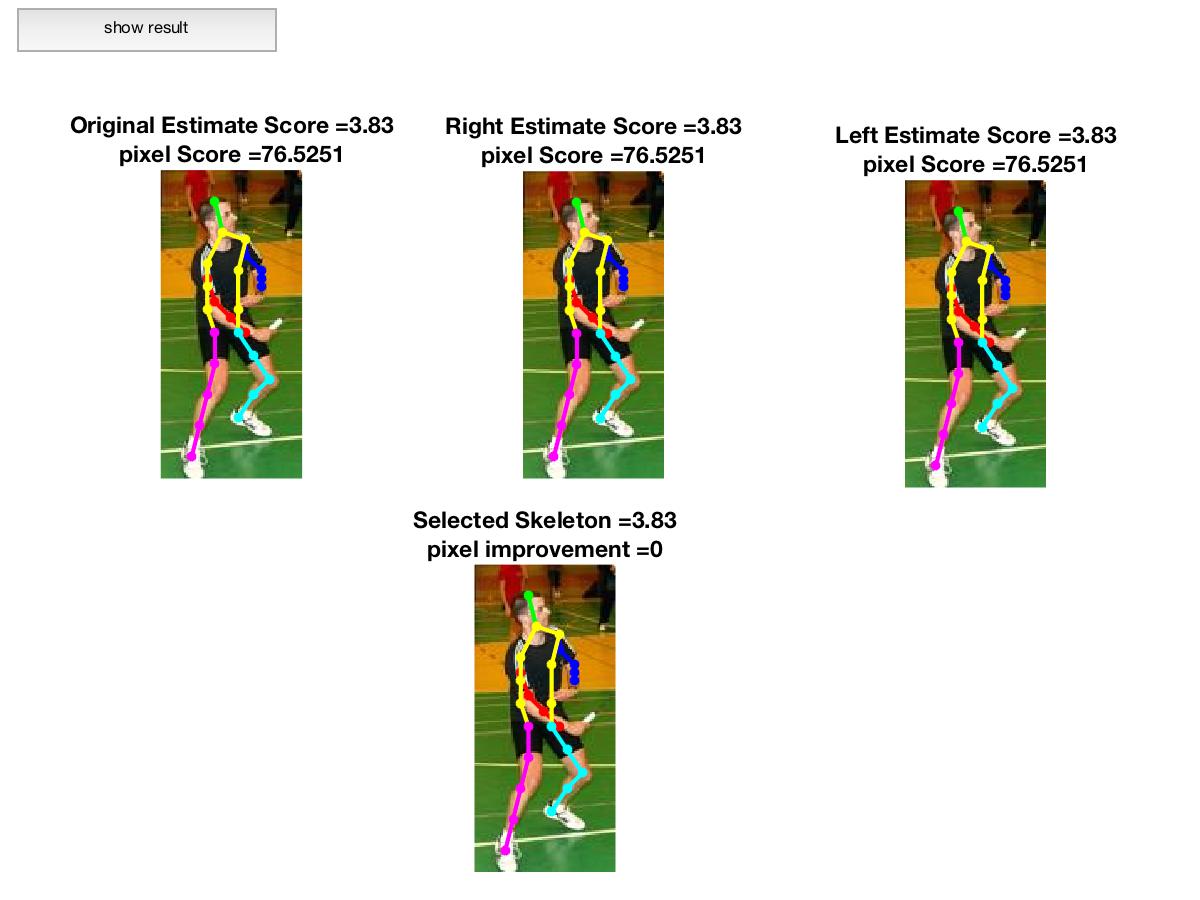 show result
Original Estimate Score =3.83
pixel Score =76.5251
Right Estimate Score =3.83
pixel Score =76.5251
Left Estimate Score =3.83
pixel Score =76.5251
Selected Skeleton =3.83
pixel improvement =0